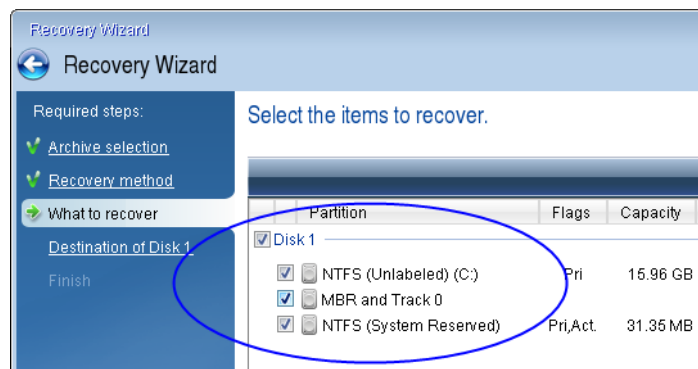 Recovery Wizard
Recovery Wizard
Required steps:
Select the items to recover.
Archive selection
Recovery method
What to recover
Destination of Disk 1
Finish
Partition Flags Capacity
Disk 1
NTFS (Unlabeled) (C:) Pri 15.96 GB
MBR and Track 0
NTFS (System Reserved) Pri,Act. 31.35 MB